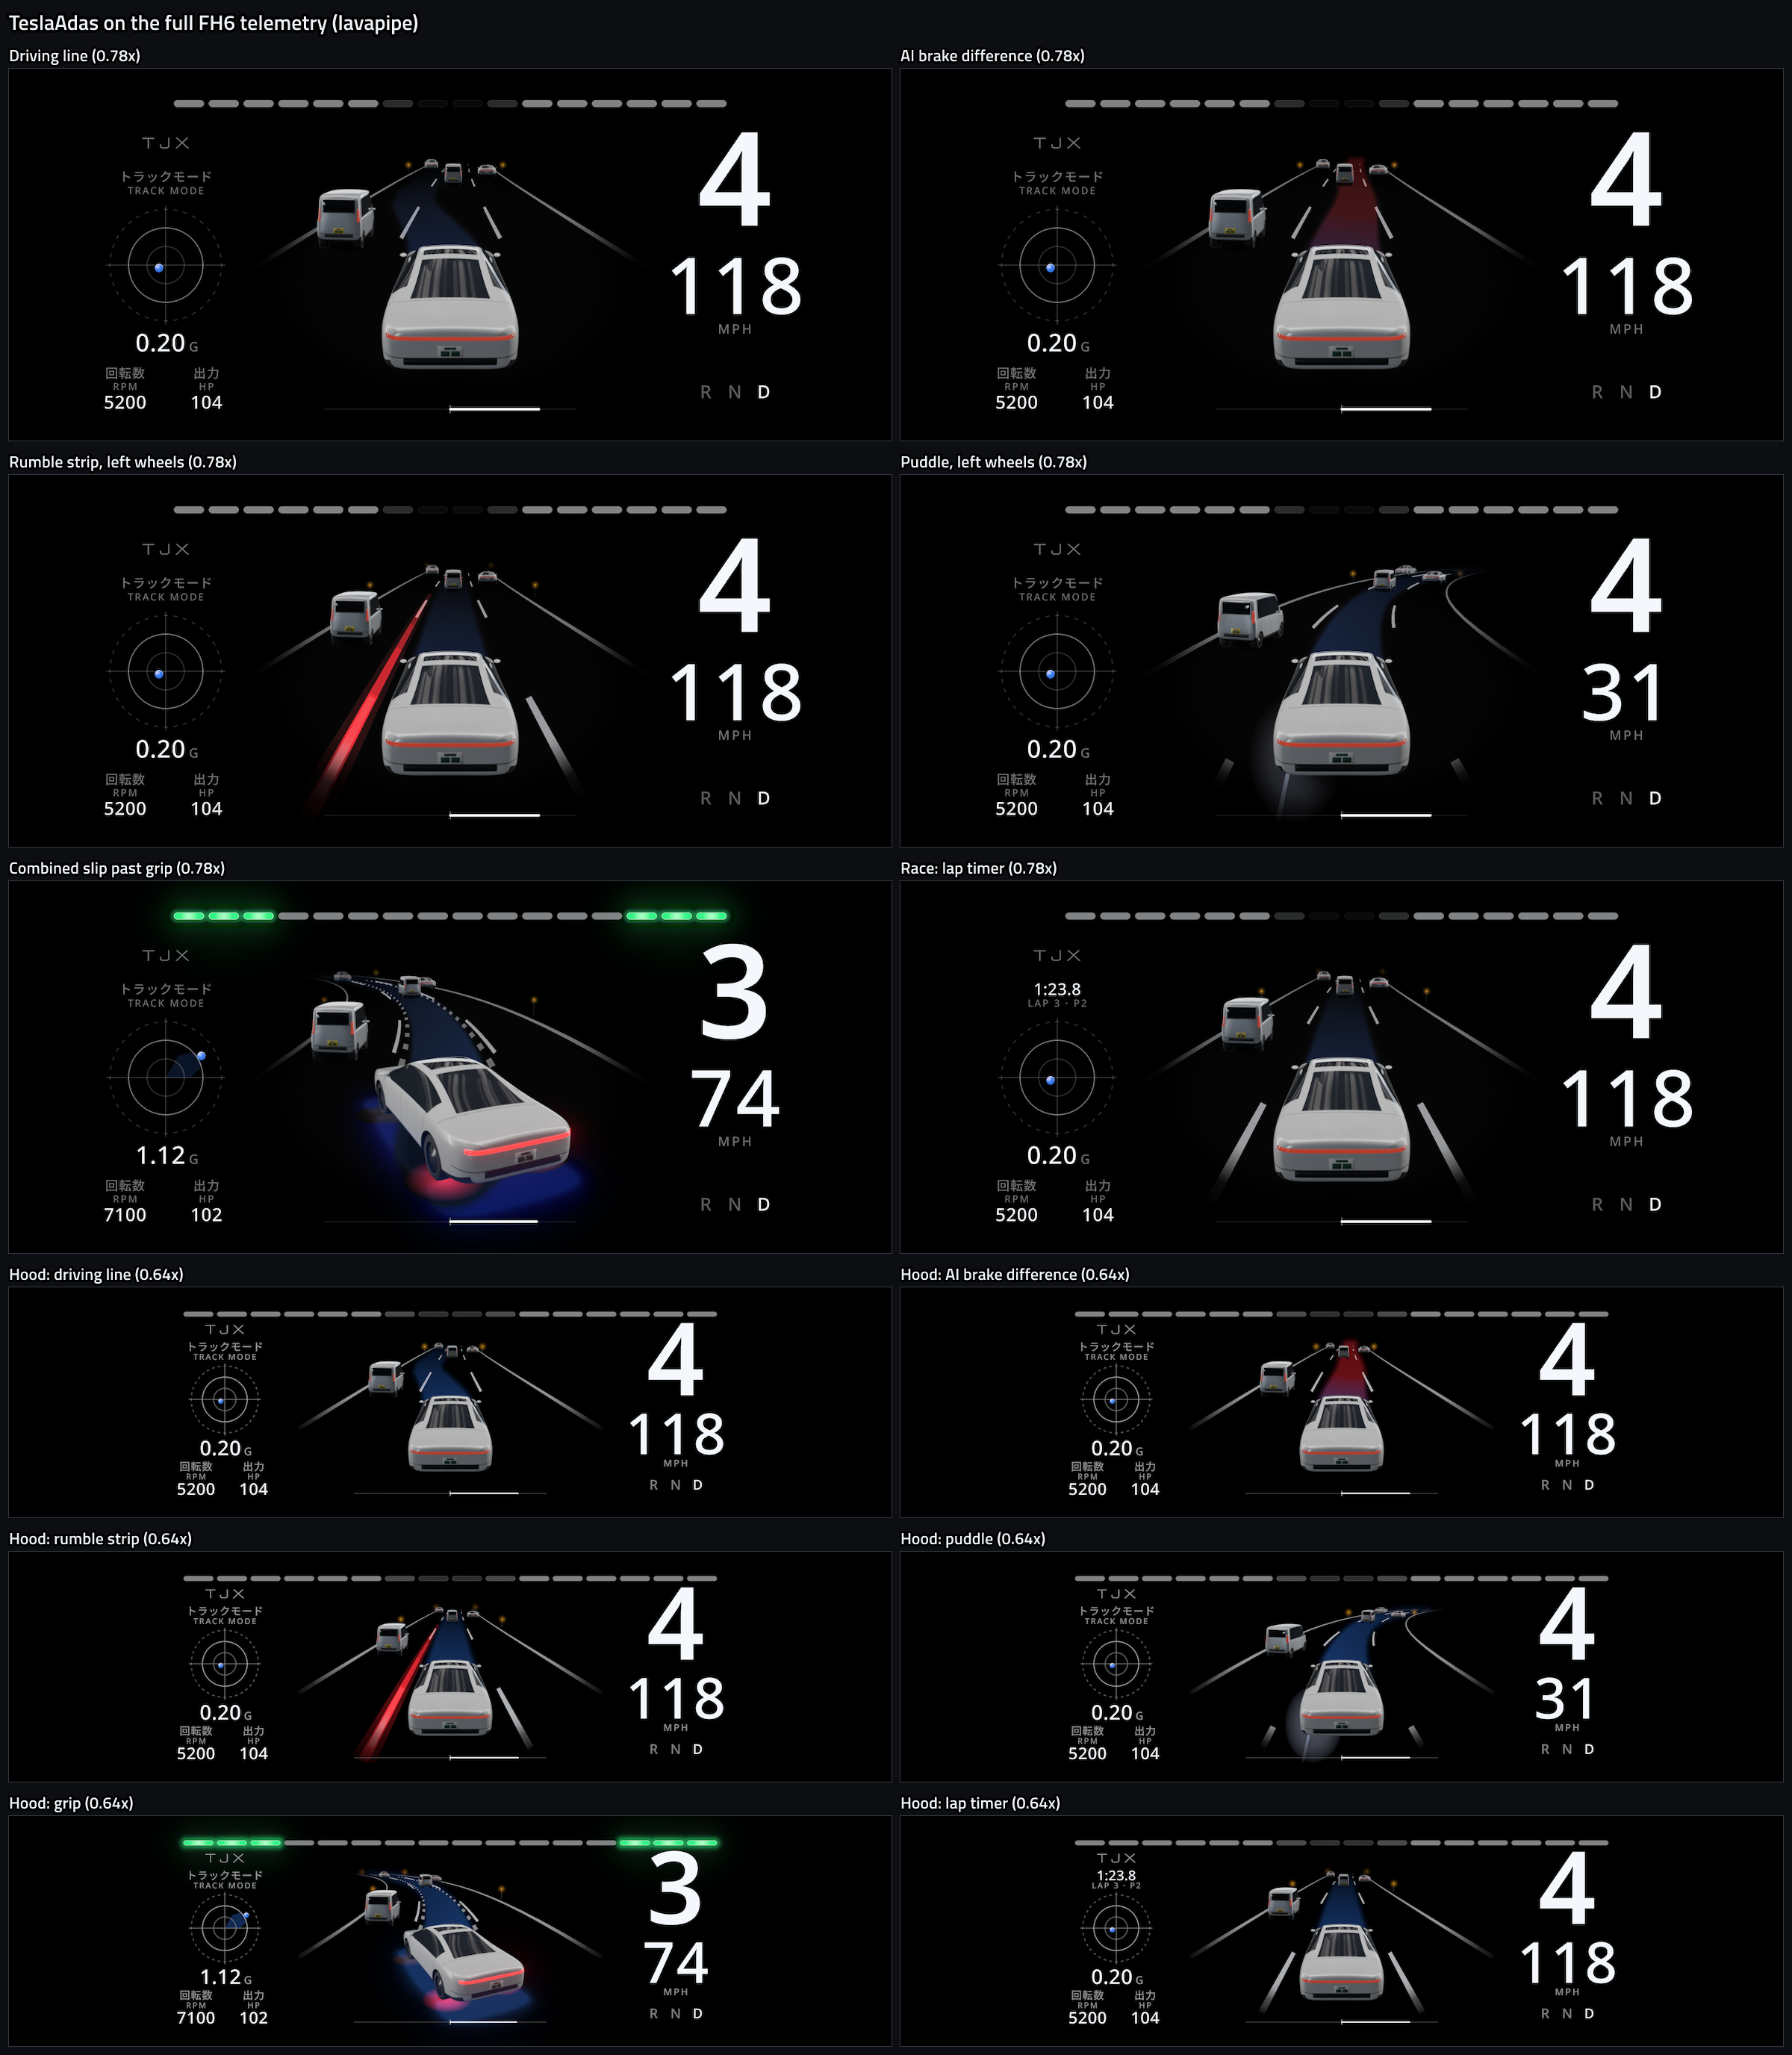 TeslaAdas on the full FH6 telemetry (lavapipe)
Driving line (0.78x)
TJX
トラックモード
TRACK MODE
0.20 G
回転数 出力
RPM HP
5200 104
4
118
MPH
R N D
AI brake difference (0.78x)
TJX
トラックモード
TRACK MODE
0.20 G
回転数 出力
RPM HP
5200 104
4
118
MPH
R N D
Rumble strip, left wheels (0.78x)
TJX
トラックモード
TRACK MODE
0.20 G
回転数 出力
RPM HP
5200 104
4
118
MPH
R N D
Puddle, left wheels (0.78x)
TJX
トラックモード
TRACK MODE
0.20 G
回転数 出力
RPM HP
5200 104
4
31
MPH
R N D
Combined slip past grip (0.78x)
TJX
トラックモード
TRACK MODE
1.12 G
回転数 出力
RPM HP
7100 102
3
74
MPH
R N D
Race: lap timer (0.78x)
TJX
1:23.8
LAP 3 · P2
0.20 G
回転数 出力
RPM HP
5200 104
4
118
MPH
R N D
Hood: driving line (0.64x)
TJX
トラックモード
TRACK MODE
0.20 G
回転数 出力
RPM HP
5200 104
4
118
MPH
R N D
Hood: AI brake difference (0.64x)
TJX
トラックモード
TRACK MODE
0.20 G
回転数 出力
RPM HP
5200 104
4
118
MPH
R N D
Hood: rumble strip (0.64x)
TJX
トラックモード
TRACK MODE
0.20 G
回転数 出力
RPM HP
5200 104
4
118
MPH
R N D
Hood: puddle (0.64x)
TJX
トラックモード
TRACK MODE
0.20 G
回転数 出力
RPM HP
5200 104
4
31
MPH
R N D
Hood: grip (0.64x)
TJX
トラックモード
TRACK MODE
1.12 G
回転数 出力
RPM HP
7100 102
3
74
MPH
R N D
Hood: lap timer (0.64x)
TJX
1:23.8
LAP 3 · P2
0.20 G
回転数 出力
RPM HP
5200 104
4
118
MPH
R N D